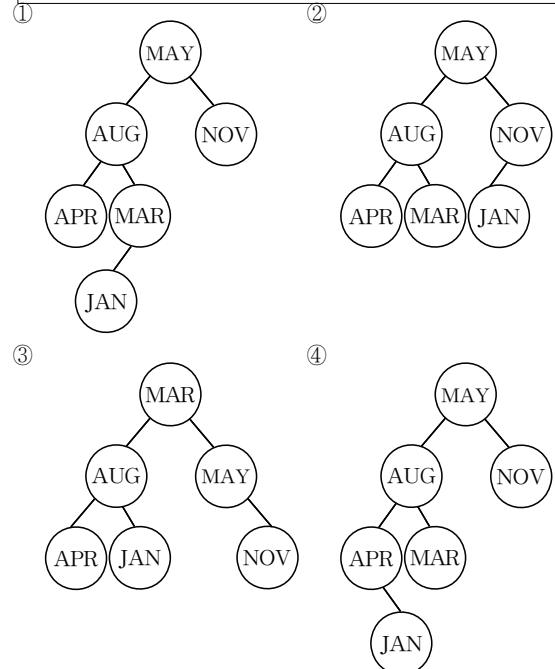 ① ②
MAY MAY
AUG NOV AUG NOV
APR MAR APR MAR JAN
JAN
③ ④
MAR MAY
AUG MAY AUG NOV
APR JAN NOV APR MAR
JAN